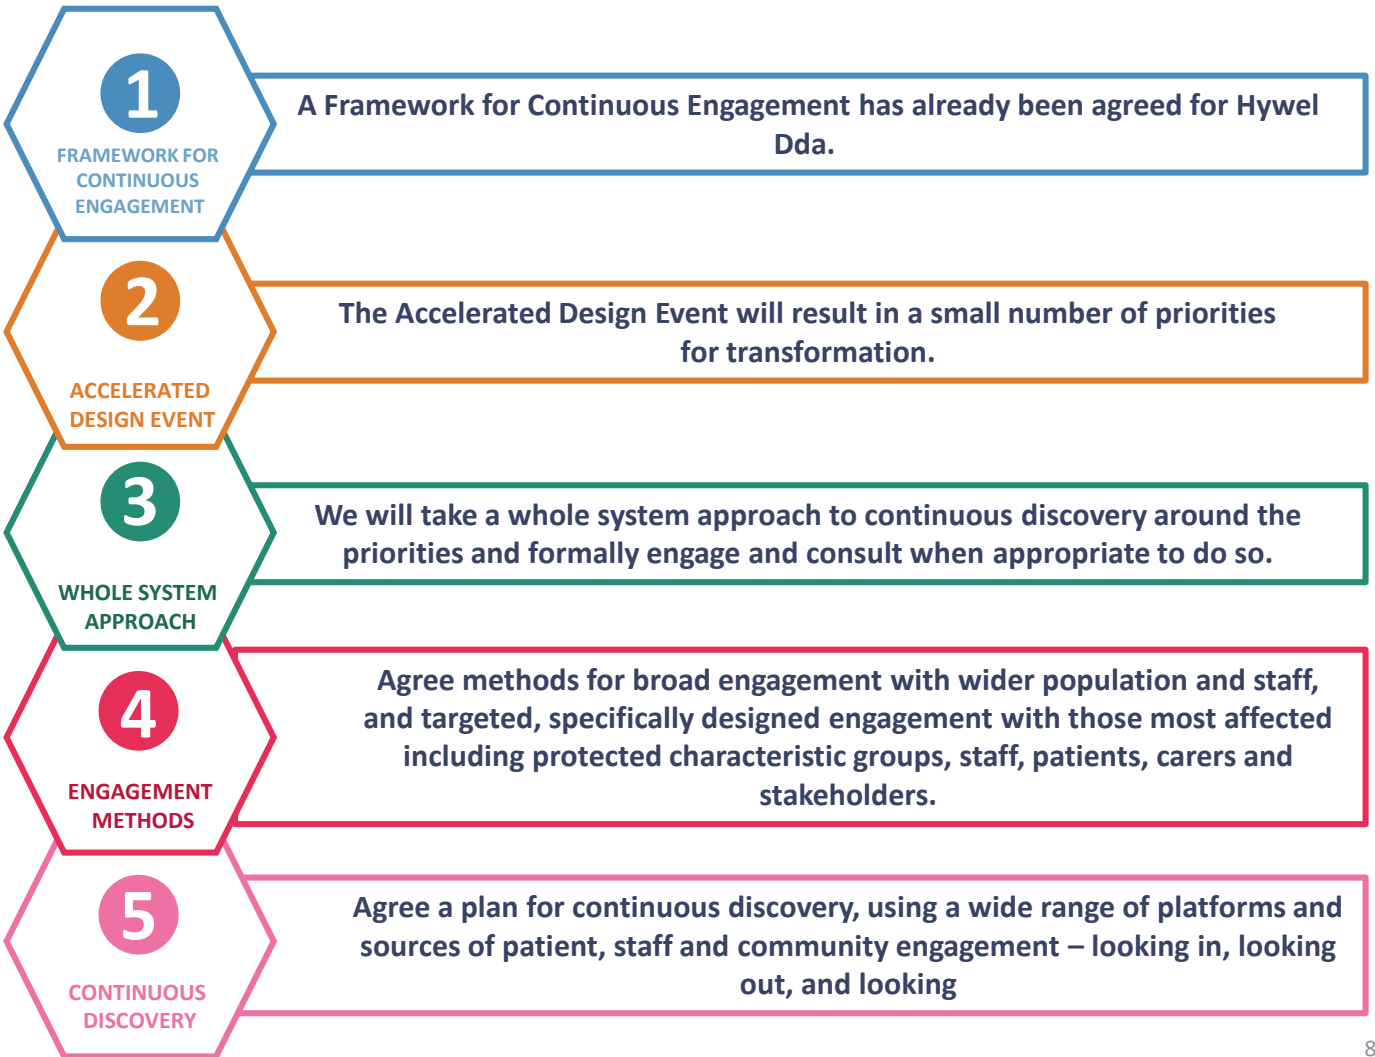 1
FRAMEWORK FOR
CONTINUOUS
ENGAGEMENT
A Framework for Continuous Engagement has already been agreed for Hywel
Dda.
2
ACCELERATED
DESIGN EVENT
The Accelerated Design Event will result in a small number of priorities
for transformation.
3
WHOLE SYSTEM
APPROACH
We will take a whole system approach to continuous discovery around the
priorities and formally engage and consult when appropriate to do so.
4
ENGAGEMENT
METHODS
Agree methods for broad engagement with wider population and staff,
and targeted, specifically designed engagement with those most affected
including protected characteristic groups, staff, patients, carers and
stakeholders.
5
CONTINUOUS
DISCOVERY
Agree a plan for continuous discovery, using a wide range of platforms and
sources of patient, staff and community engagement – looking in, looking
out, and looking
8